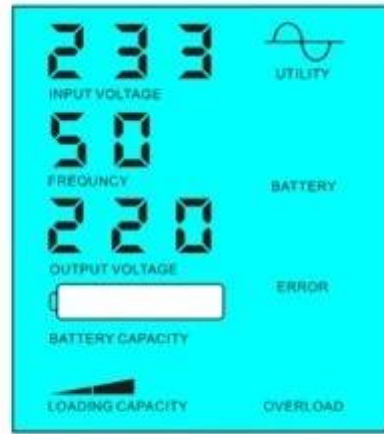 233
INPUT VOLTAGE
UTILITY
50
FREQUNCY
BATTERY
220
OUTPUT VOLTAGE
ERROR
BATTERY CAPACITY
LOADING CAPACITY
OVERLOAD